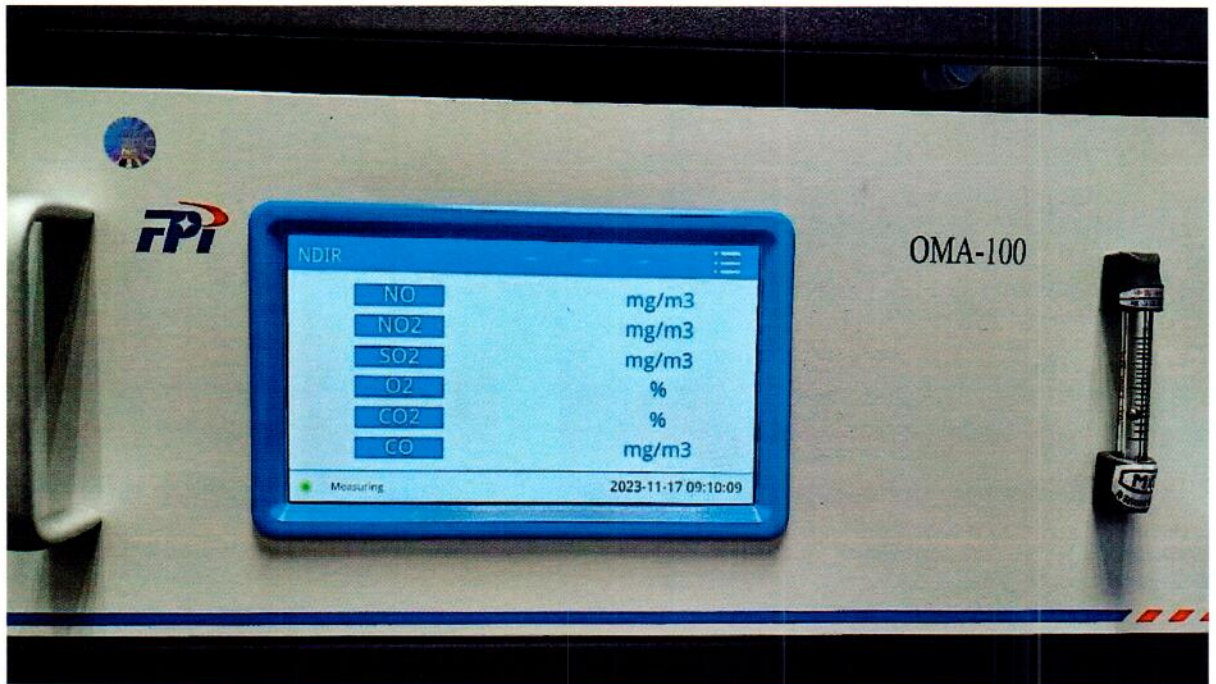 FPI
OMA-100
NDIR
NO mg/m3
NO2 mg/m3
SO2 mg/m3
O2 %
CO2 %
CO mg/m3
Measuring 2023-11-17 09:10:09